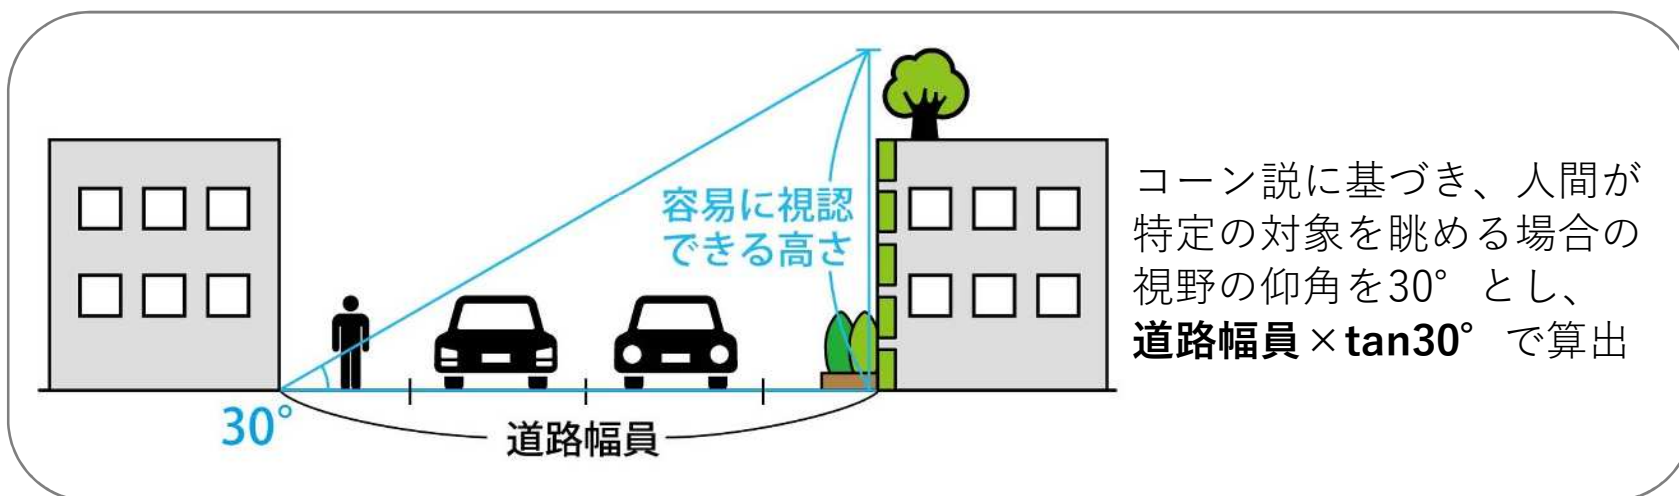 容易に視認
できる高さ
30°
道路幅員
コーン説に基づき、人間が
特定の対象を眺める場合の
視野の仰角を30°とし、
道路幅員×tan30°で算出